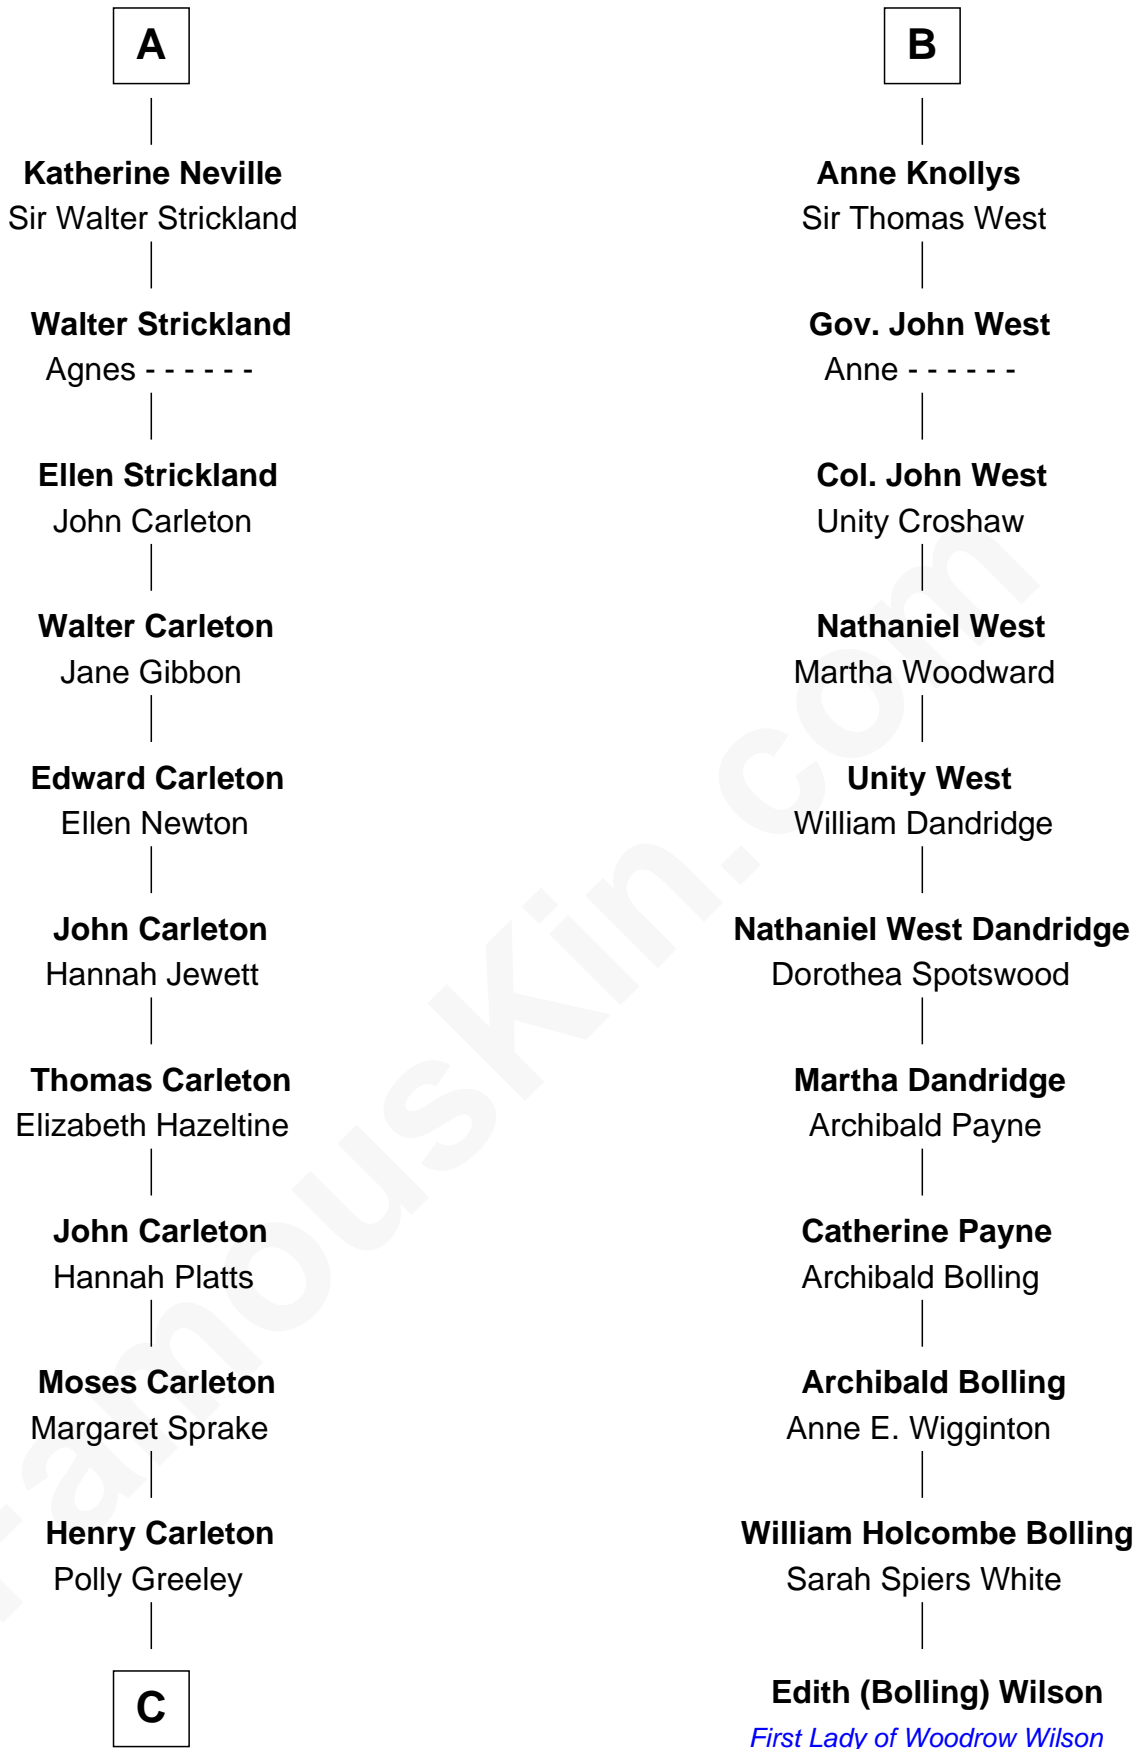 A
Katherine Neville
Sir Walter Strickland
Walter Strickland
Agnes - - - - - -
Ellen Strickland
John Carleton
Walter Carleton
Jane Gibbon
Edward Carleton
Ellen Newton
John Carleton
Hannah Jewett
Thomas Carleton
Elizabeth Hazeltine
John Carleton
Hannah Platts
Moses Carleton
Margaret Sprake
Henry Carleton
Polly Greeley
C
B
Anne Knollys
Sir Thomas West
Gov. John West
Anne - - - - - -
Col. John West
Unity Croshaw
Nathaniel West
Martha Woodward
Unity West
William Dandridge
Nathaniel West Dandridge
Dorothea Spotswood
Martha Dandridge
Archibald Payne
Catherine Payne
Archibald Bolling
Archibald Bolling
Anne E. Wigginton
William Holcombe Bolling
Sarah Spiers White
Edith (Bolling) Wilson
First Lady of Woodrow Wilson
FamousKin.com